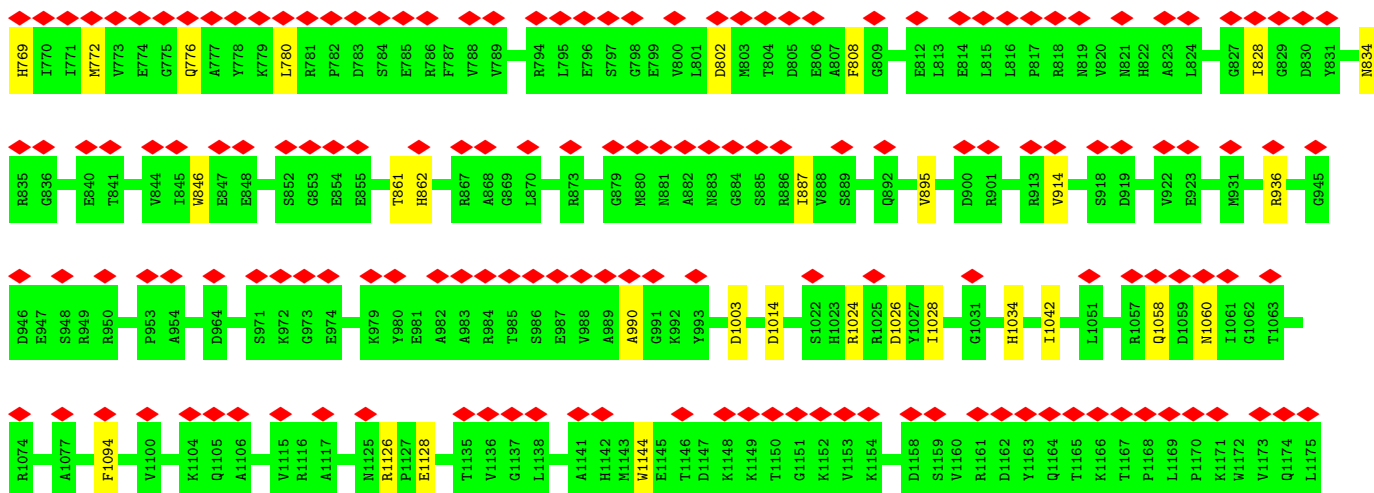 H769 I770 I771 M772 V773 E774 G775 Q776 A777 Y778 K779 L780 R781 P782 D783 S784 E785 R786 F787 V788 V789 R794 L795 E796 S797 G798 E799 V800 L801 D802 M803 T804 D805 E806 A807 F808 G809 E812 L813 E814 L815 L816 P817 R818 N819 V820 N821 H822 A823 L824 G827 I828 G829 D830 Y831 N834
R835 G836 E840 T841 V844 I845 W846 E847 E848 S852 G853 E854 E855 T861 H862 R867 A868 G869 L870 R873 G879 M880 N881 A882 N883 G884 S885 R886 I887 V888 S889 Q892 V895 D900 R901 R913 V914 S918 D919 V922 E923 M931 R936 G945
D946 E947 S948 R949 R950 P953 A954 D964 S971 K972 G973 E974 K979 Y980 E981 A982 A983 R984 T985 S986 E987 V988 A989 A990 G991 K992 Y993 D1003 D1014 S1022 H1023 R1024 R1025 D1026 Y1027 I1028 G1031 H1034 I1042 L1051 R1057 Q1058 D1059 N1060 I1061 G1062 T1063
R1074 A1077 F1094 V1100 K1104 Q1105 A1106 V1115 R1116 A1117 N1125 R1126 P1127 E1128 T1135 V1136 G1137 L1138 A1141 H1142 M1143 W1144 E1145 T1146 D1147 K1148 K1149 T1150 G1151 K1152 V1153 K1154 D1158 S1159 V1160 R1161 D1162 Y1163 Q1164 T1165 K1166 T1167 P1168 L1169 P1170 K1171 W1172 V1173 Q1174 L1175